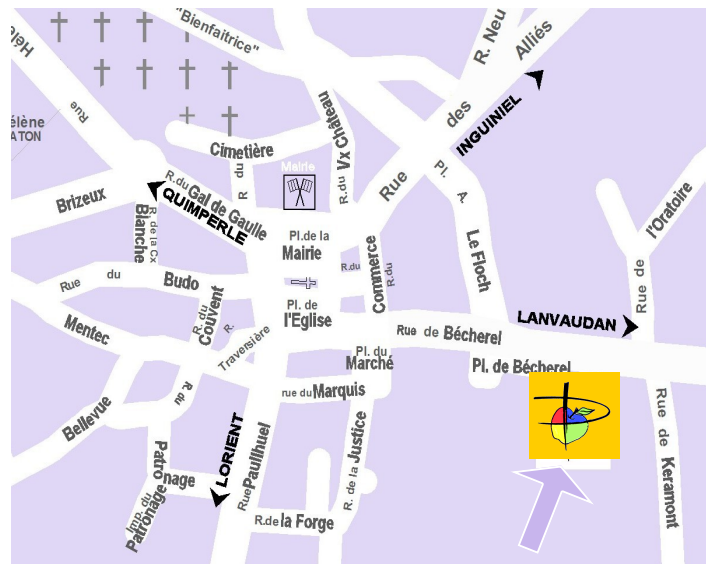 "Bienfaitrice"
R. Neu
Alliés
Hélè
Rue
élène
ATON
Cimetière
R. du
R.du Vx Château
Rue des
INGUINIEL
Pl. A. Le Floch
Mairie
R.du Gal de Gaulle
QUIMPERLE
Brizeux
R. de la Cx
Blanche
Pl.de la
Mairie
R.du
Commerce
R.du
l'Oratoire
Rue de
Rue du Budo
Pl. de
l'Eglise
R. du
Couvent
R.
Traversière
Mentec
LANVAUDAN
Rue de Bécherel
Pl. du
Marché
Pl. de Bécherel
rue du Marquis
R. du
Bellevue
LORIENT
Rue Paulhuel
R. de la Justice
Rue de Keramont
Patronage
Imp. du
Patronage
R.de la Forge